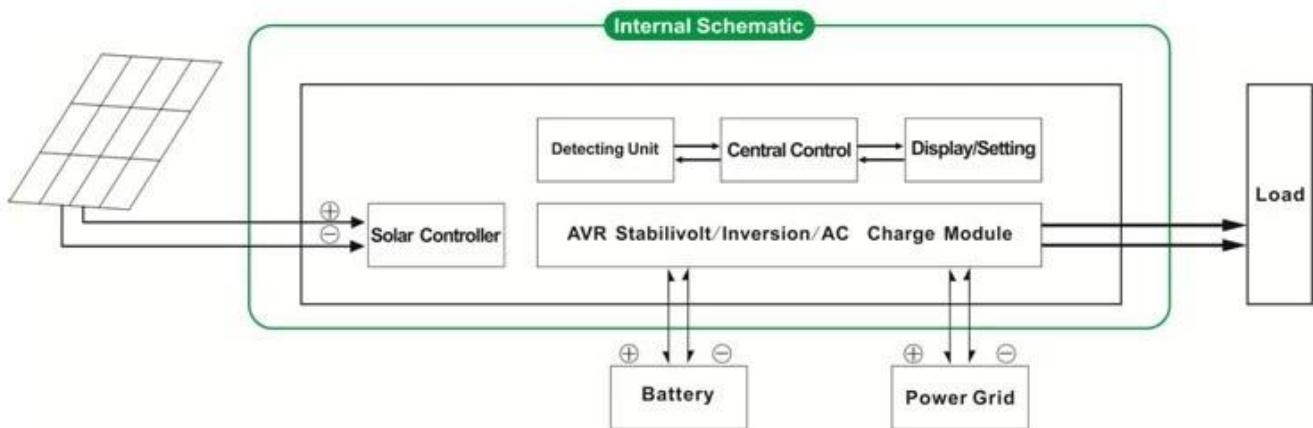 Internal Schematic
Detecting Unit
Central Control
Display/Setting
Load
⊕
⊖
Solar Controller
AVR Stabilivolt/Inversion/AC Charge Module
⊕ ⊖
⊕ ⊖
Battery
Power Grid